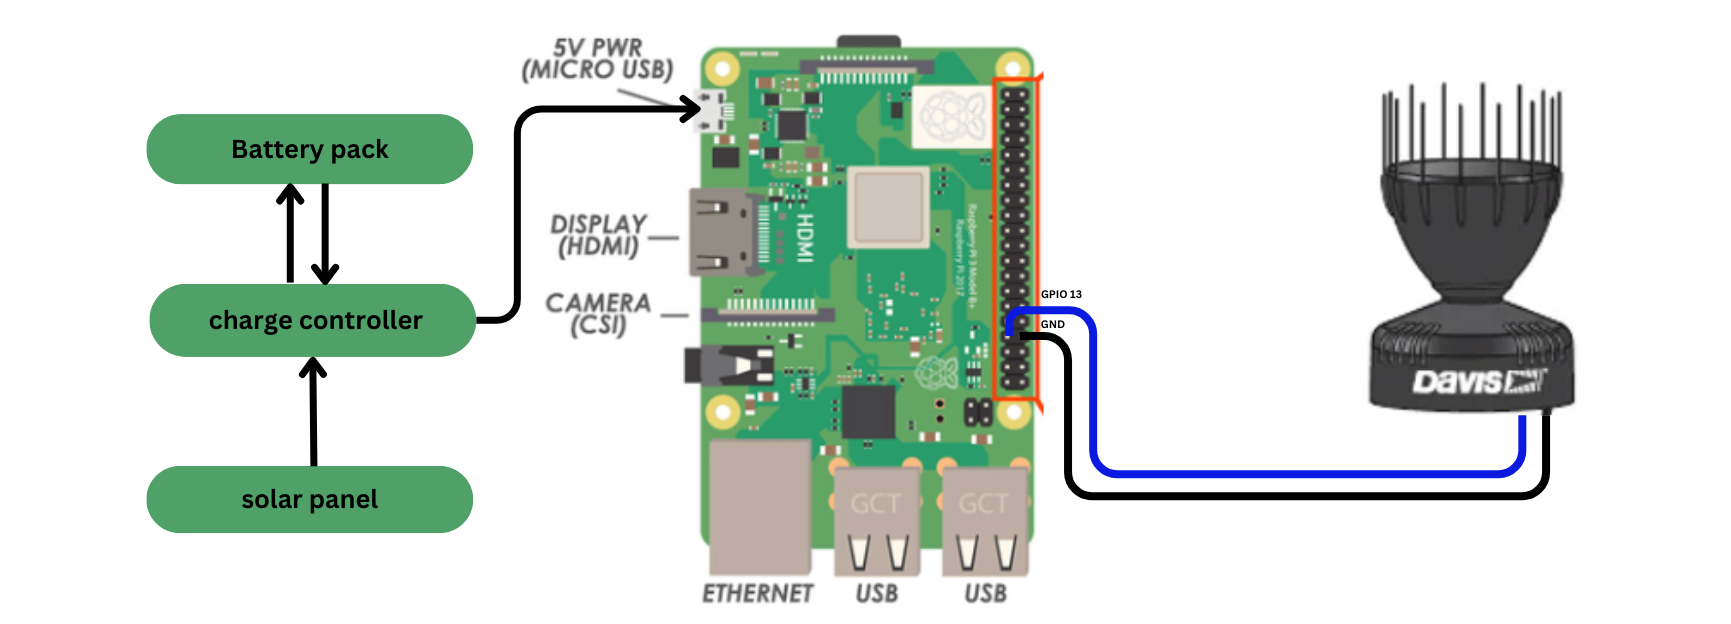 5V PWR
(MICRO USB)
Battery pack
DISPLAY
(HDMI)
HDMI
Raspberry Pi 3 Model B+
Raspberry Pi 2017
CAMERA
(CSI)
charge controller
GPIO 13
GND
DAVIS
solar panel
GCT
GCT
ETHERNET
USB
USB